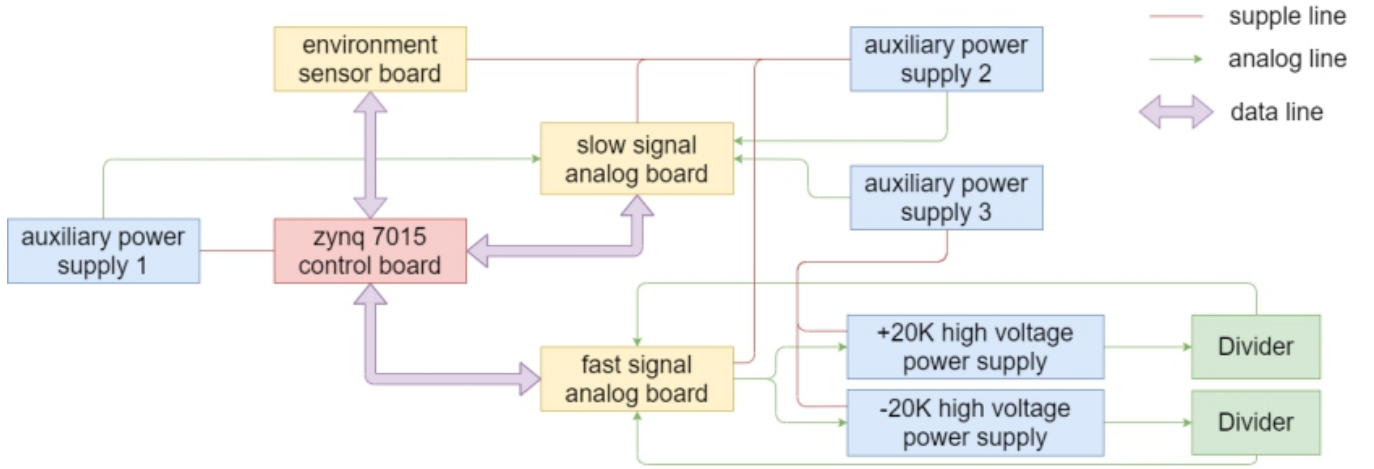 supple line
environment
sensor board
auxiliary power
supply 2
analog line
data line
slow signal
analog board
auxiliary power
supply 3
auxiliary power
supply 1
zynq 7015
control board
+20K high voltage
power supply
Divider
fast signal
analog board
-20K high voltage
power supply
Divider